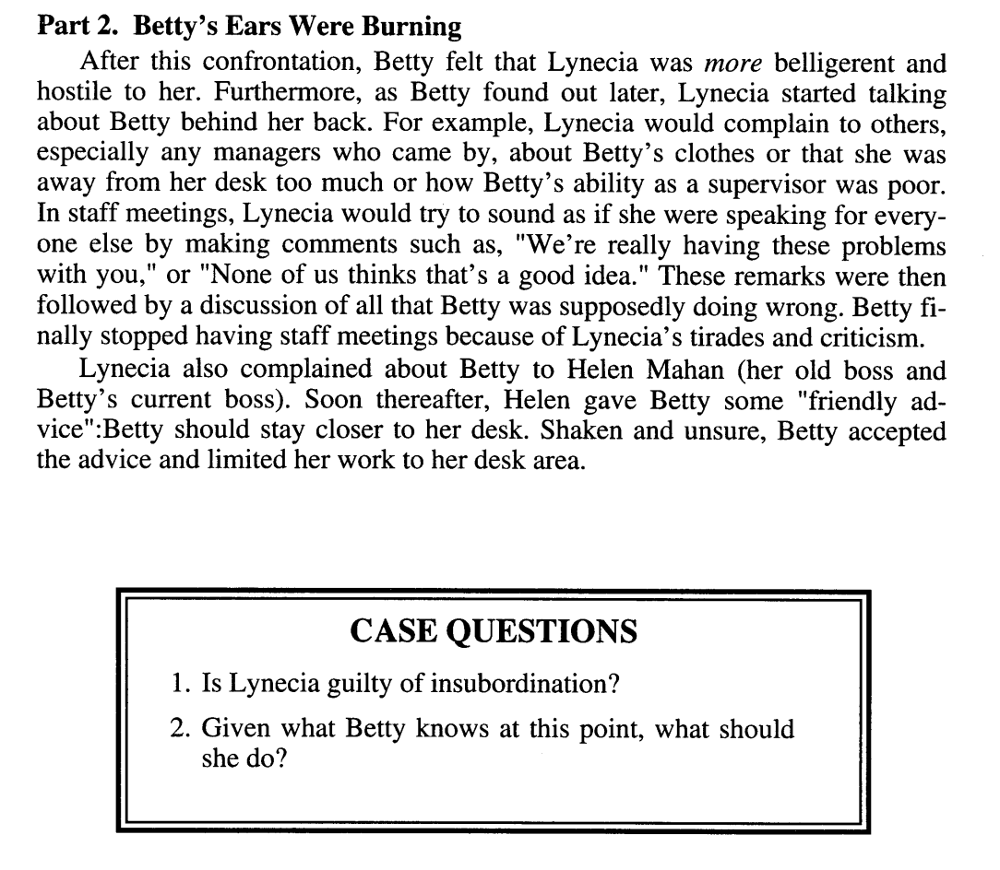 Part 2. Betty’s Ears Were Burning
After this confrontation, Betty felt that Lynecia was more belligerent and
hostile to her. Furthermore, as Betty found out later, Lynecia started talking
about Betty behind her back. For example, Lynecia would complain to others,
especially any managers who came by, about Betty’s clothes or that she was
away from her desk too much or how Betty’s ability as a supervisor was poor.
In staff meetings, Lynecia would try to sound as if she were speaking for every-
one else by making comments such as, "We’re really having these problems
with you," or "None of us thinks that’s a good idea." These remarks were then
followed by a discussion of all that Betty was supposedly doing wrong. Betty fi-
nally stopped having staff meetings because of Lynecia’s tirades and criticism.
Lynecia also complained about Betty to Helen Mahan (her old boss and
Betty’s current boss). Soon thereafter, Helen gave Betty some "friendly ad-
vice":Betty should stay closer to her desk. Shaken and unsure, Betty accepted
the advice and limited her work to her desk area.
CASE QUESTIONS
1. Is Lynecia guilty of insubordination?
2. Given what Betty knows at this point, what should
she do?